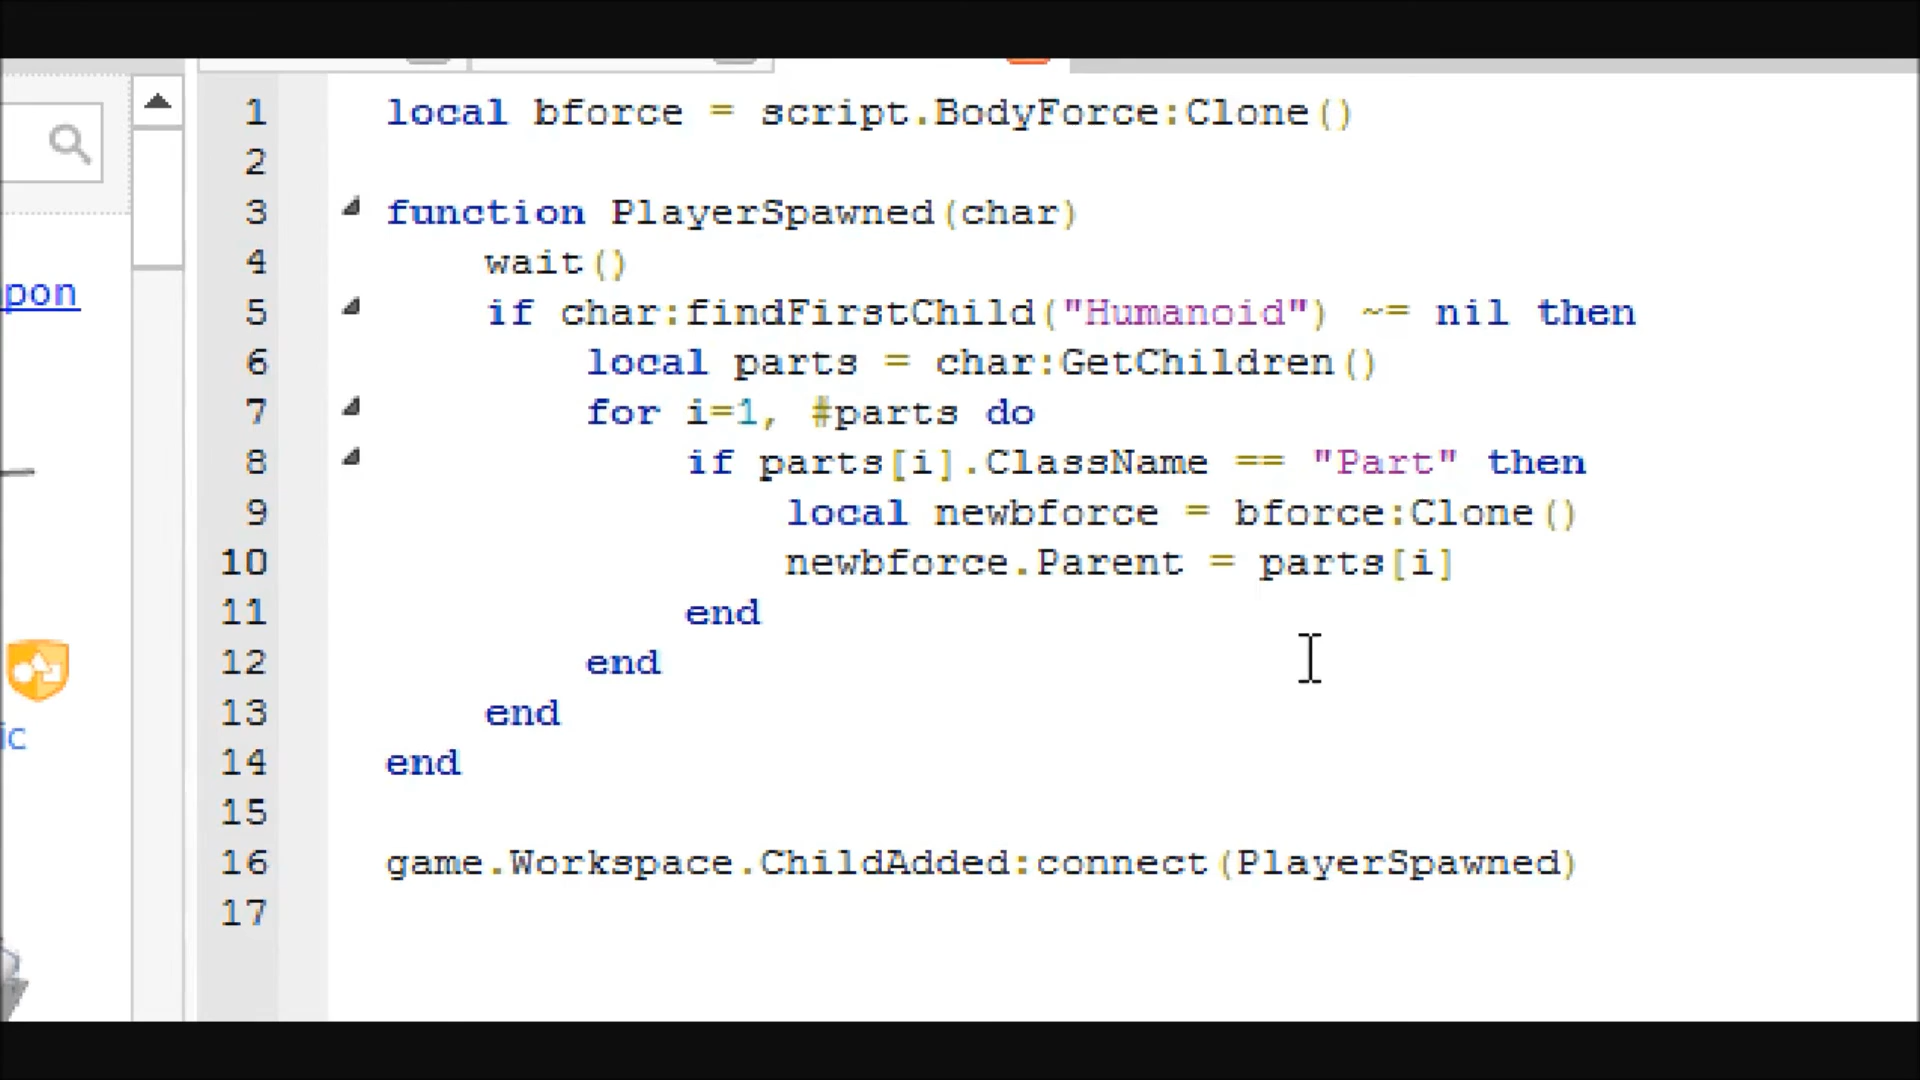 1 local bforce = script.BodyForce:Clone()
2
3 function PlayerSpawned(char)
4 wait()
pon
5 if char:findFirstChild("Humanoid") ~= nil then
6 local parts = char:GetChildren()
7 for i=1, #parts do
8 if parts[i].ClassName == "Part" then
9 local newbforce = bforce:Clone()
10 newbforce.Parent = parts[i]
11 end
12 end
13 end
ic
14 end
15
16 game.Workspace.ChildAdded:connect(PlayerSpawned)
17